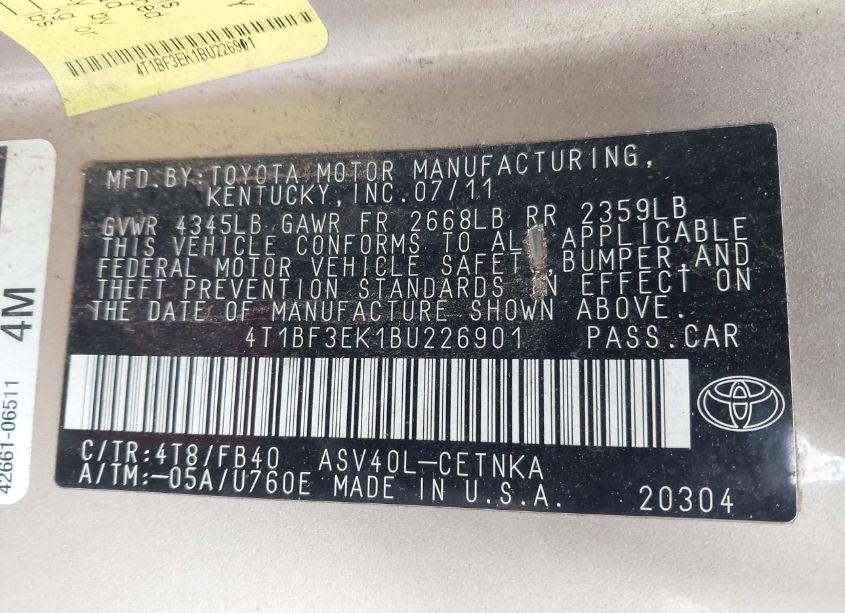 4T1BF3EK1BU226901
MFD.BY:TOYOTA MOTOR MANUFACTURING,
KENTUCKY,INC.07/11
GVWR 4345LB GAWR FR 2668LB RR 2359LB
THIS VEHICLE CONFORMS TO ALL APPLICABLE
FEDERAL MOTOR VEHICLE SAFETY,BUMPER,AND
THEFT PREVENTION STANDARDS IN EFFECT ON
THE DATE OF MANUFACTURE SHOWN ABOVE.
4T1BF3EK1BU226901 PASS.CAR
C/TR:4T8/FB40 ASV40L-CETNKA
A/TM:-05A/U760E MADE IN U.S.A. 20304
4M
42661-06511